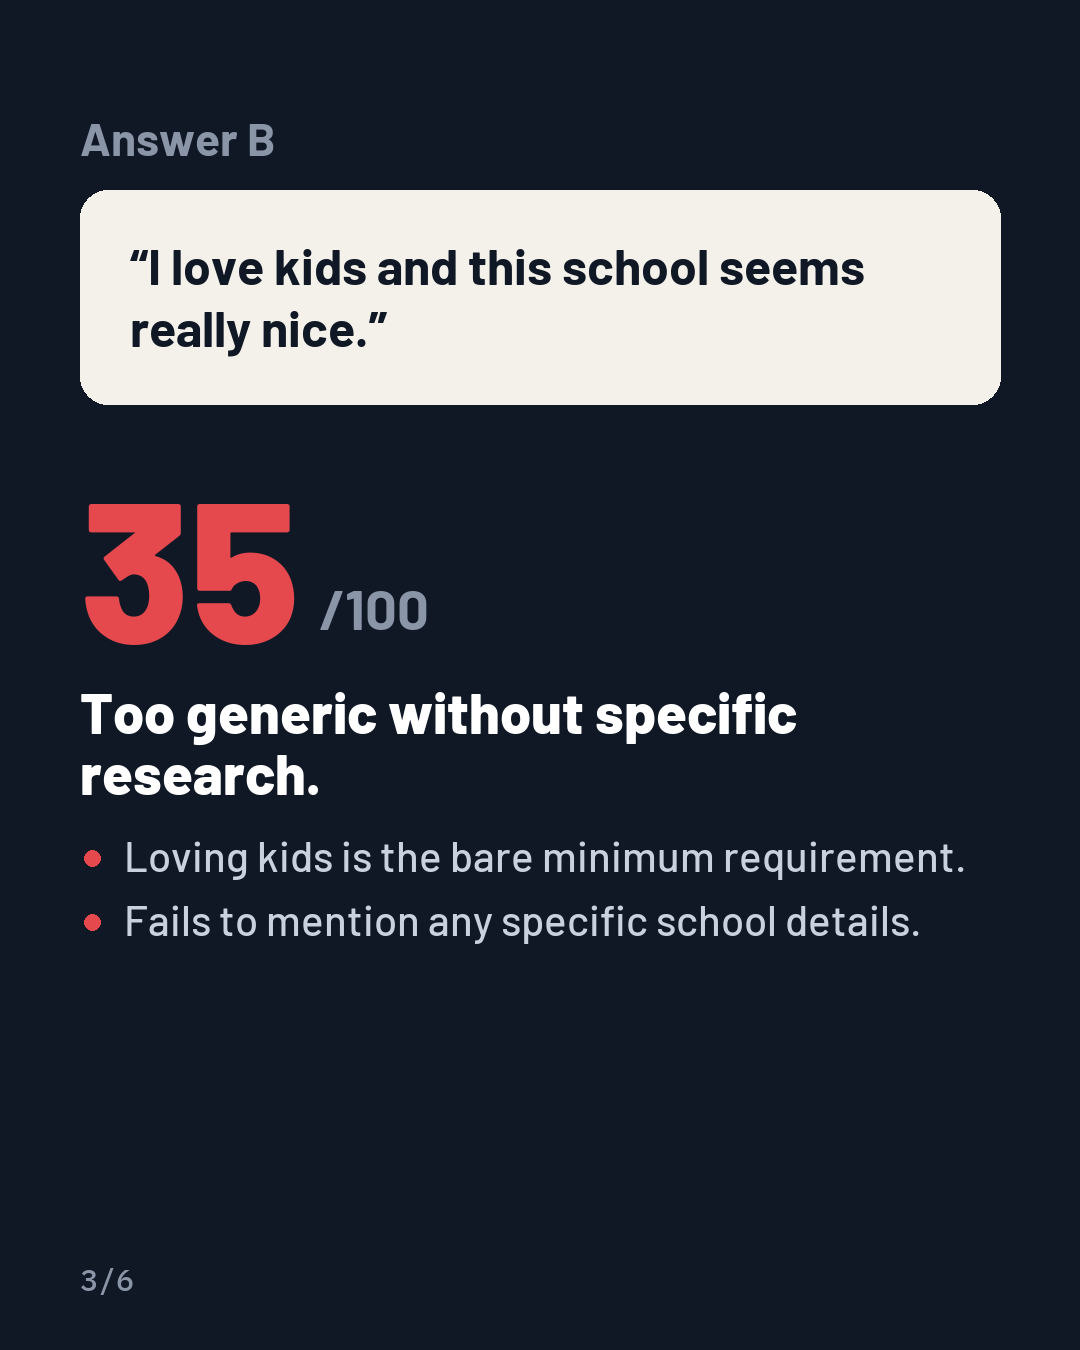 Answer B
“I love kids and this school seems
really nice.”
35 /100
Too generic without specific
research.
• Loving kids is the bare minimum requirement.
• Fails to mention any specific school details.
3/6